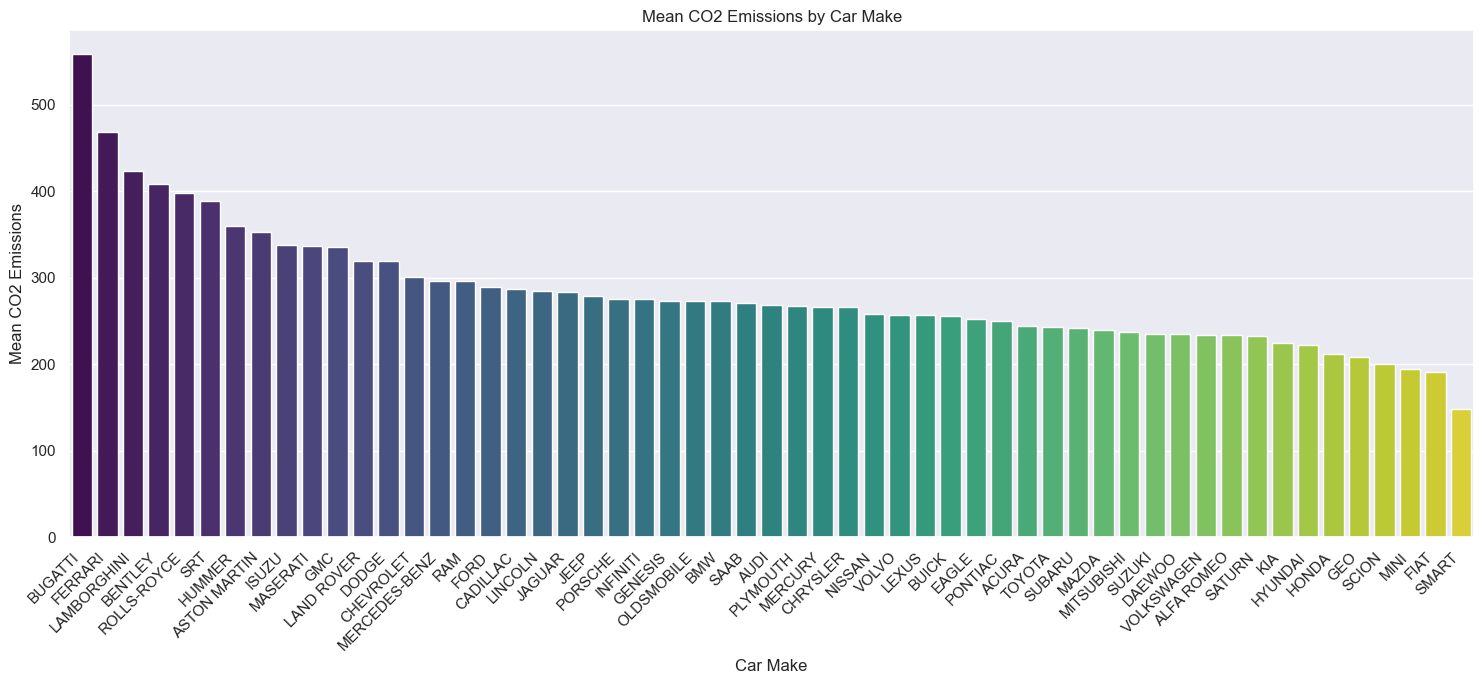 Mean CO2 Emissions by Car Make
Mean CO2 Emissions
500
400
300
200
100
0
BUGATTI
FERRARI
LAMBORGHINI
BENTLEY
ROLLS-ROYCE
SRT
HUMMER
ASTON MARTIN
ISUZU
MASERATI
GMC
LAND ROVER
DODGE
CHEVROLET
MERCEDES-BENZ
RAM
FORD
CADILLAC
LINCOLN
JAGUAR
JEEP
PORSCHE
INFINITI
GENESIS
OLDSMOBILE
BMW
SAAB
AUDI
PLYMOUTH
MERCURY
CHRYSLER
NISSAN
VOLVO
LEXUS
BUICK
EAGLE
PONTIAC
ACURA
TOYOTA
SUBARU
MAZDA
MITSUBISHI
SUZUKI
DAEWOO
VOLKSWAGEN
ALFA ROMEO
SATURN
KIA
HYUNDAI
HONDA
GEO
SCION
MINI
FIAT
SMART
Car Make